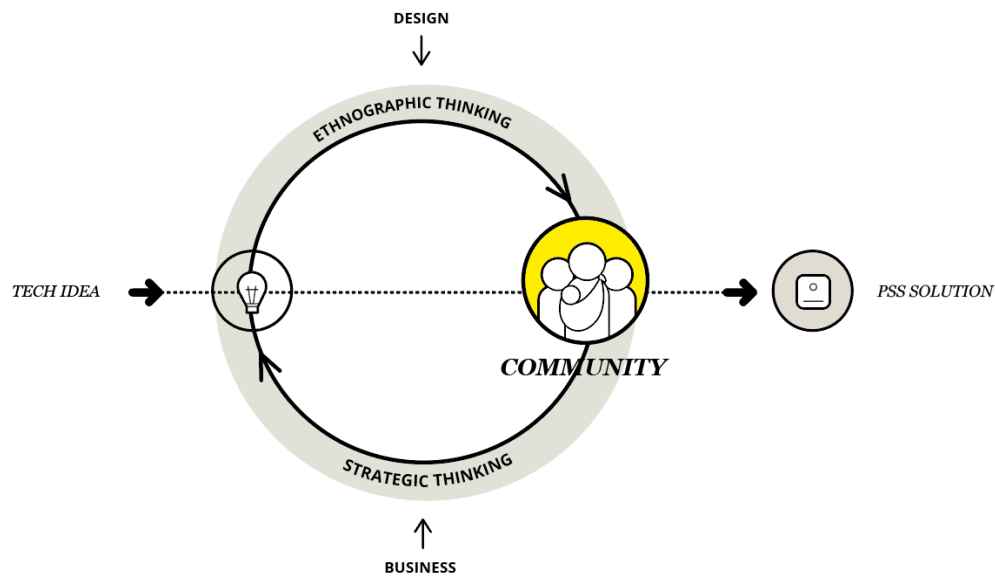 DESIGN
ETHNOGRAPHIC THINKING
TECH IDEA
PSS SOLUTION
COMMUNITY
STRATEGIC THINKING
BUSINESS